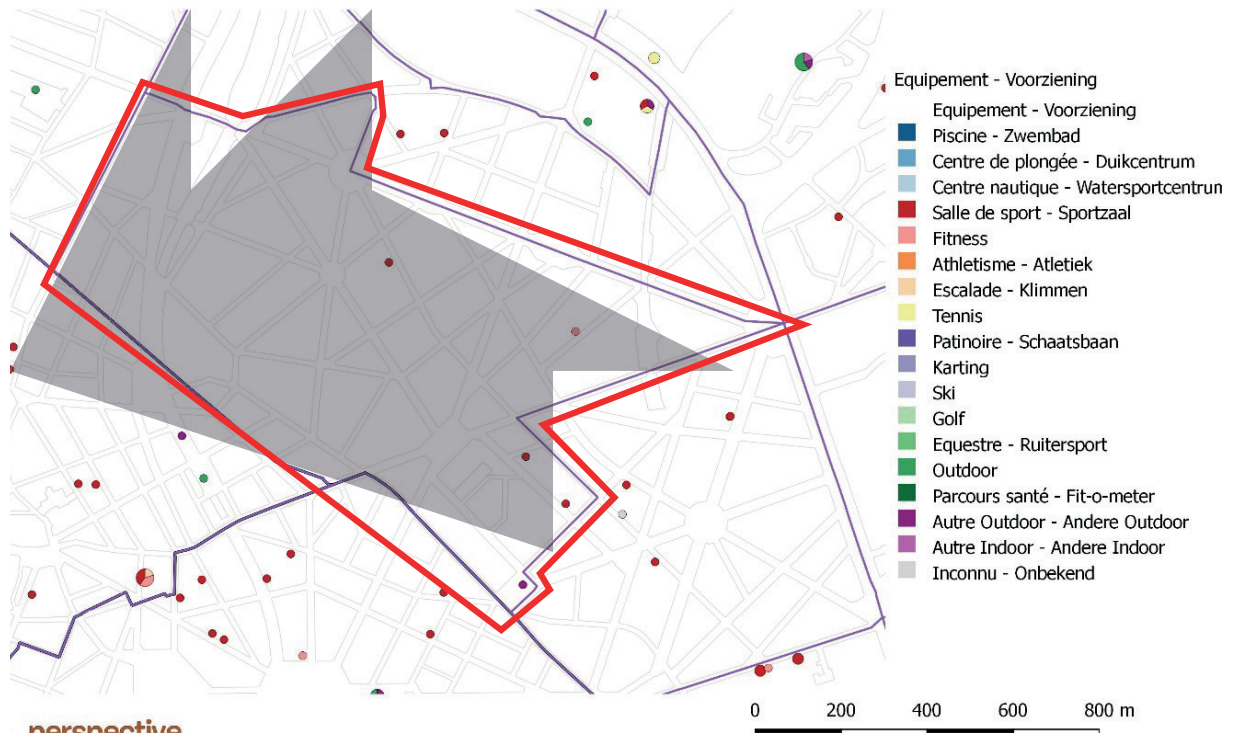 Equipement - Voorziening
Equipement - Voorziening
Piscine - Zwembad
Centre de plongée - Duikcentrum
Centre nautique - Watersportcentrum
Salle de sport - Sportzaal
Fitness
Athletisme - Atletiek
Escalade - Klimmen
Tennis
Patinoire - Schaatsbaan
Karting
Ski
Golf
Equestre - Ruitersport
Outdoor
Parcours santé - Fit-o-meter
Autre Outdoor - Andere Outdoor
Autre Indoor - Andere Indoor
Inconnu - Onbekend
0 200 400 600 800 m
perspective